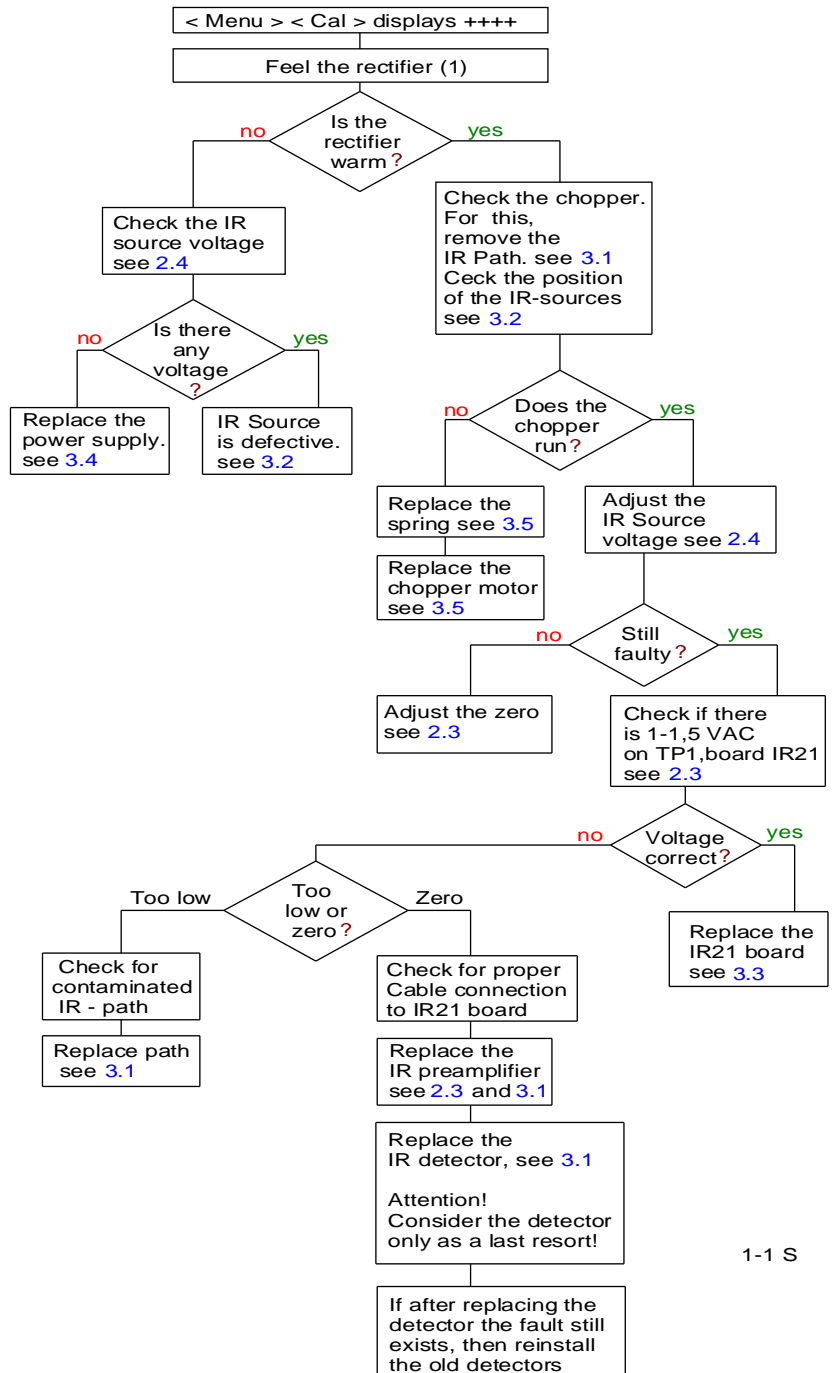 < Menu > < Cal > displays ++++
Feel the rectifier (1)
Is the
rectifier
warm ?
no
yes
Check the IR
source voltage
see 2.4
Check the chopper.
For this,
remove the
IR Path. see 3.1
Ceck the position
of the IR-sources
see 3.2
Is there
any
voltage
?
no
yes
Replace the
power supply.
see 3.4
IR Source
is defective.
see 3.2
Does the
chopper
run ?
no
yes
Replace the
spring see 3.5
Replace the
chopper motor
see 3.5
Adjust the
IR Source
voltage see 2.4
Still
faulty ?
no
yes
Adjust the zero
see 2.3
Check if there
is 1-1,5 VAC
on TP1,board IR21
see 2.3
Voltage
correct ?
no
yes
Too
low or
zero ?
Too low
Zero
Replace the
IR21 board
see 3.3
Check for
contaminated
IR - path
Replace path
see 3.1
Check for proper
Cable connection
to IR21 board
Replace the
IR preamplifier
see 2.3 and 3.1
Replace the
IR detector, see 3.1
Attention!
Consider the detector
only as a last resort!
1-1 S
If after replacing the
detector the fault still
exists, then reinstall
the old detectors